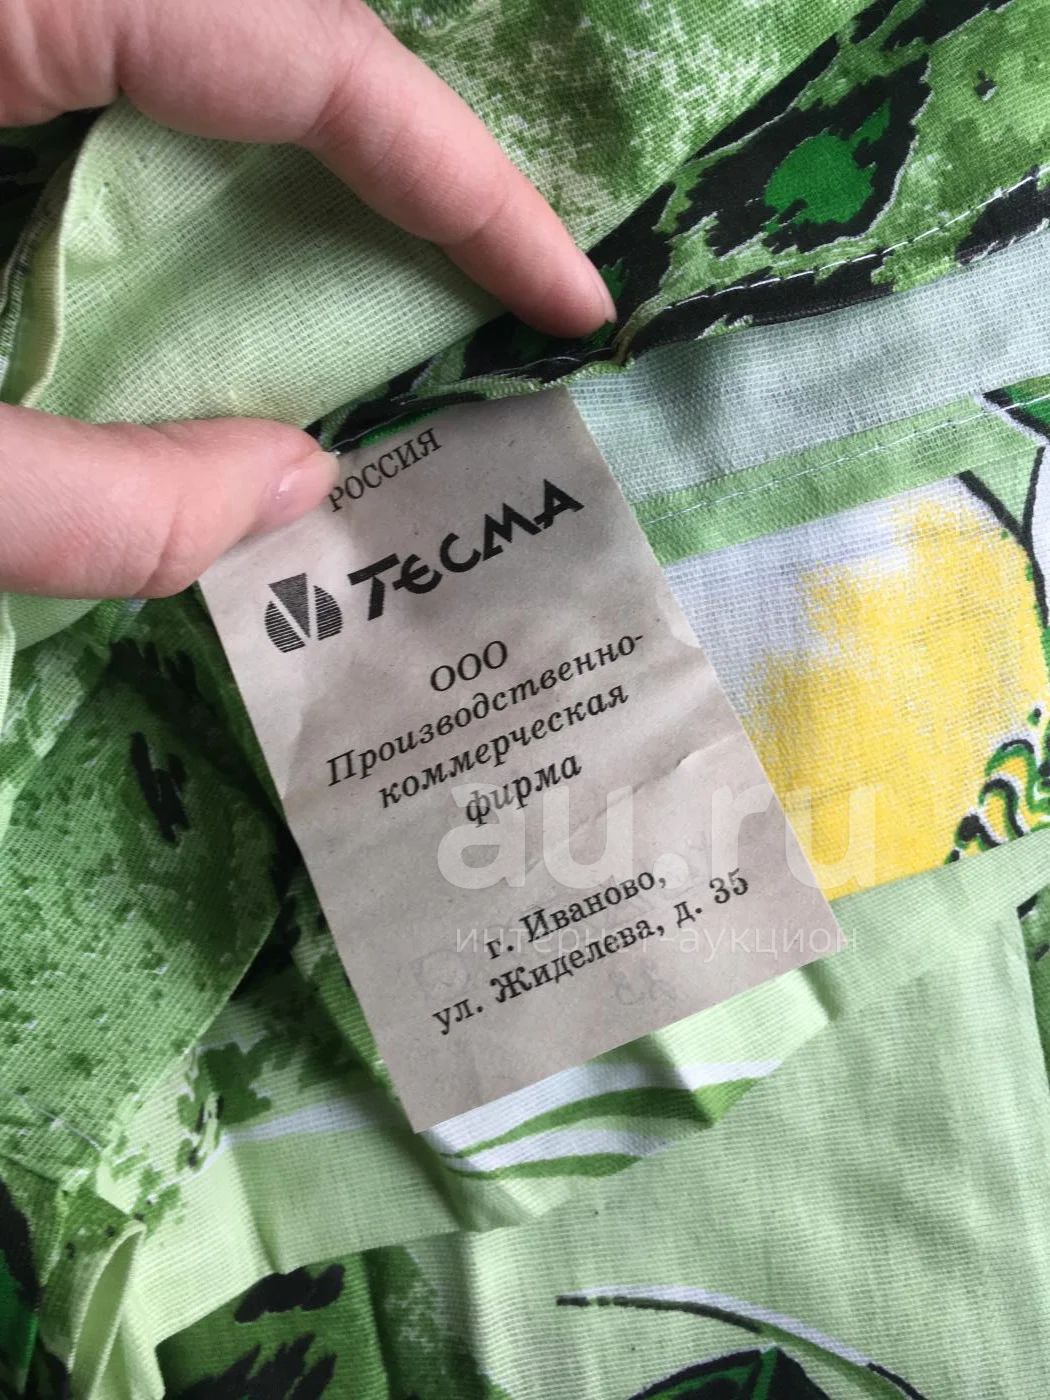 РОССИЯ
ТЕСМА
ООО
Производственно-
коммерческая
фирма
au.ru
г. Иваново,
интернет-аукцион
ул. Жиделева, д. 35